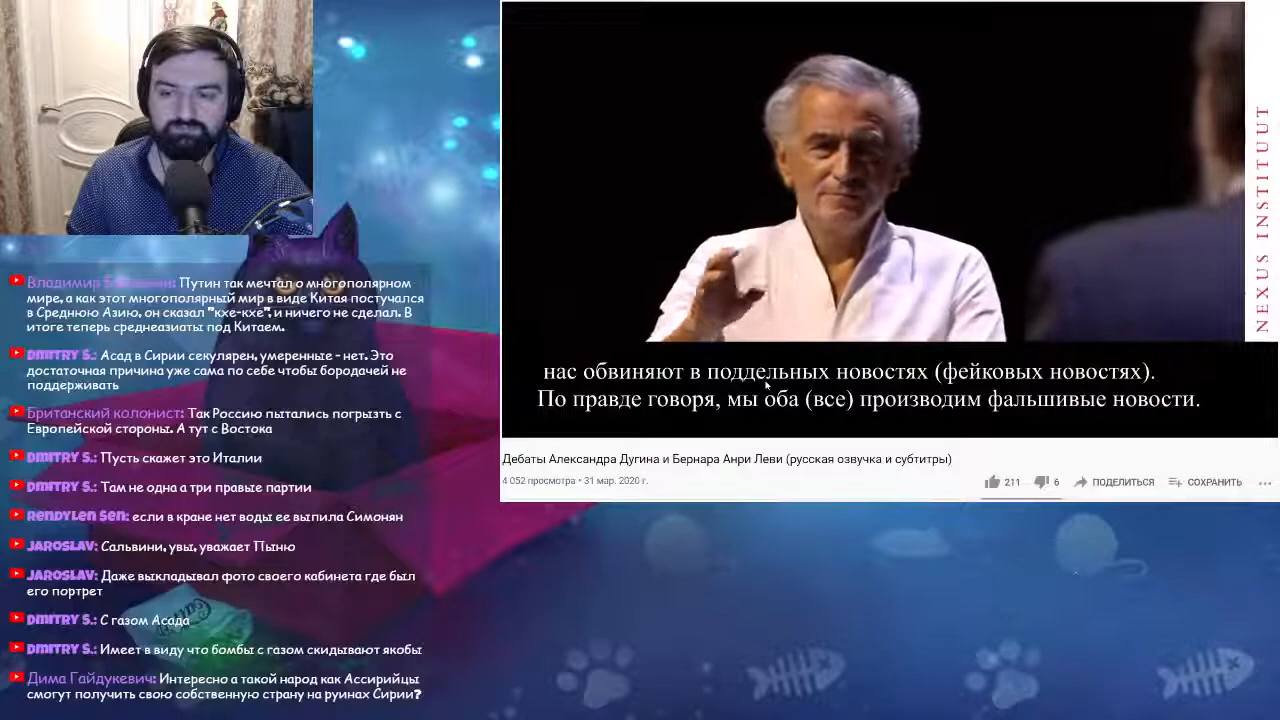 Владимир
Путин так мечтал о многополярном
мире, а как этот многополярный мир в виде Китая постучался
в Среднюю Азию, он сказал "кхе-кхе", и ничего не сделал. В
итоге теперь среднеазиаты под Китаем.
DMITRY S.: Асад в Сирии секулярен, умеренные - нет. Это
достаточная причина уже сама по себе чтобы бородачей не
поддерживать
Британский колонист: Так Россию пытались погрызть с
Европейской стороны. А тут с Востока
DMITRY S.: Пусть скажет это Италии
DMITRY S.: Там не одна а три правые партии
Rendylen Sen: если в кране нет воды ее выпила Симонян
JAROSLAV: Сальвини, увы, уважает Пыню
JAROSLAV: Даже выкладывал фото своего кабинета где был
его портрет
DMITRY S.: С газом Асада
DMITRY S.: Имеет в виду что бомбы с газом скидывают якобы
Дима Гайдукевич: Интересно а такой народ как Ассирийцы
смогут получить свою собственную страну на руинах Сирии?
NEXUS INSTITUUT
нас обвиняют в поддельных новостях (фейковых новостях).
По правде говоря, мы оба (все) производим фальшивые новости.
Дебаты Александра Дугина и Бернара Анри Леви (русская озвучка и субтитры)
4 052 просмотра • 31 мар. 2020 г.
211
6
ПОДЕЛИТЬСЯ
СОХРАНИТЬ